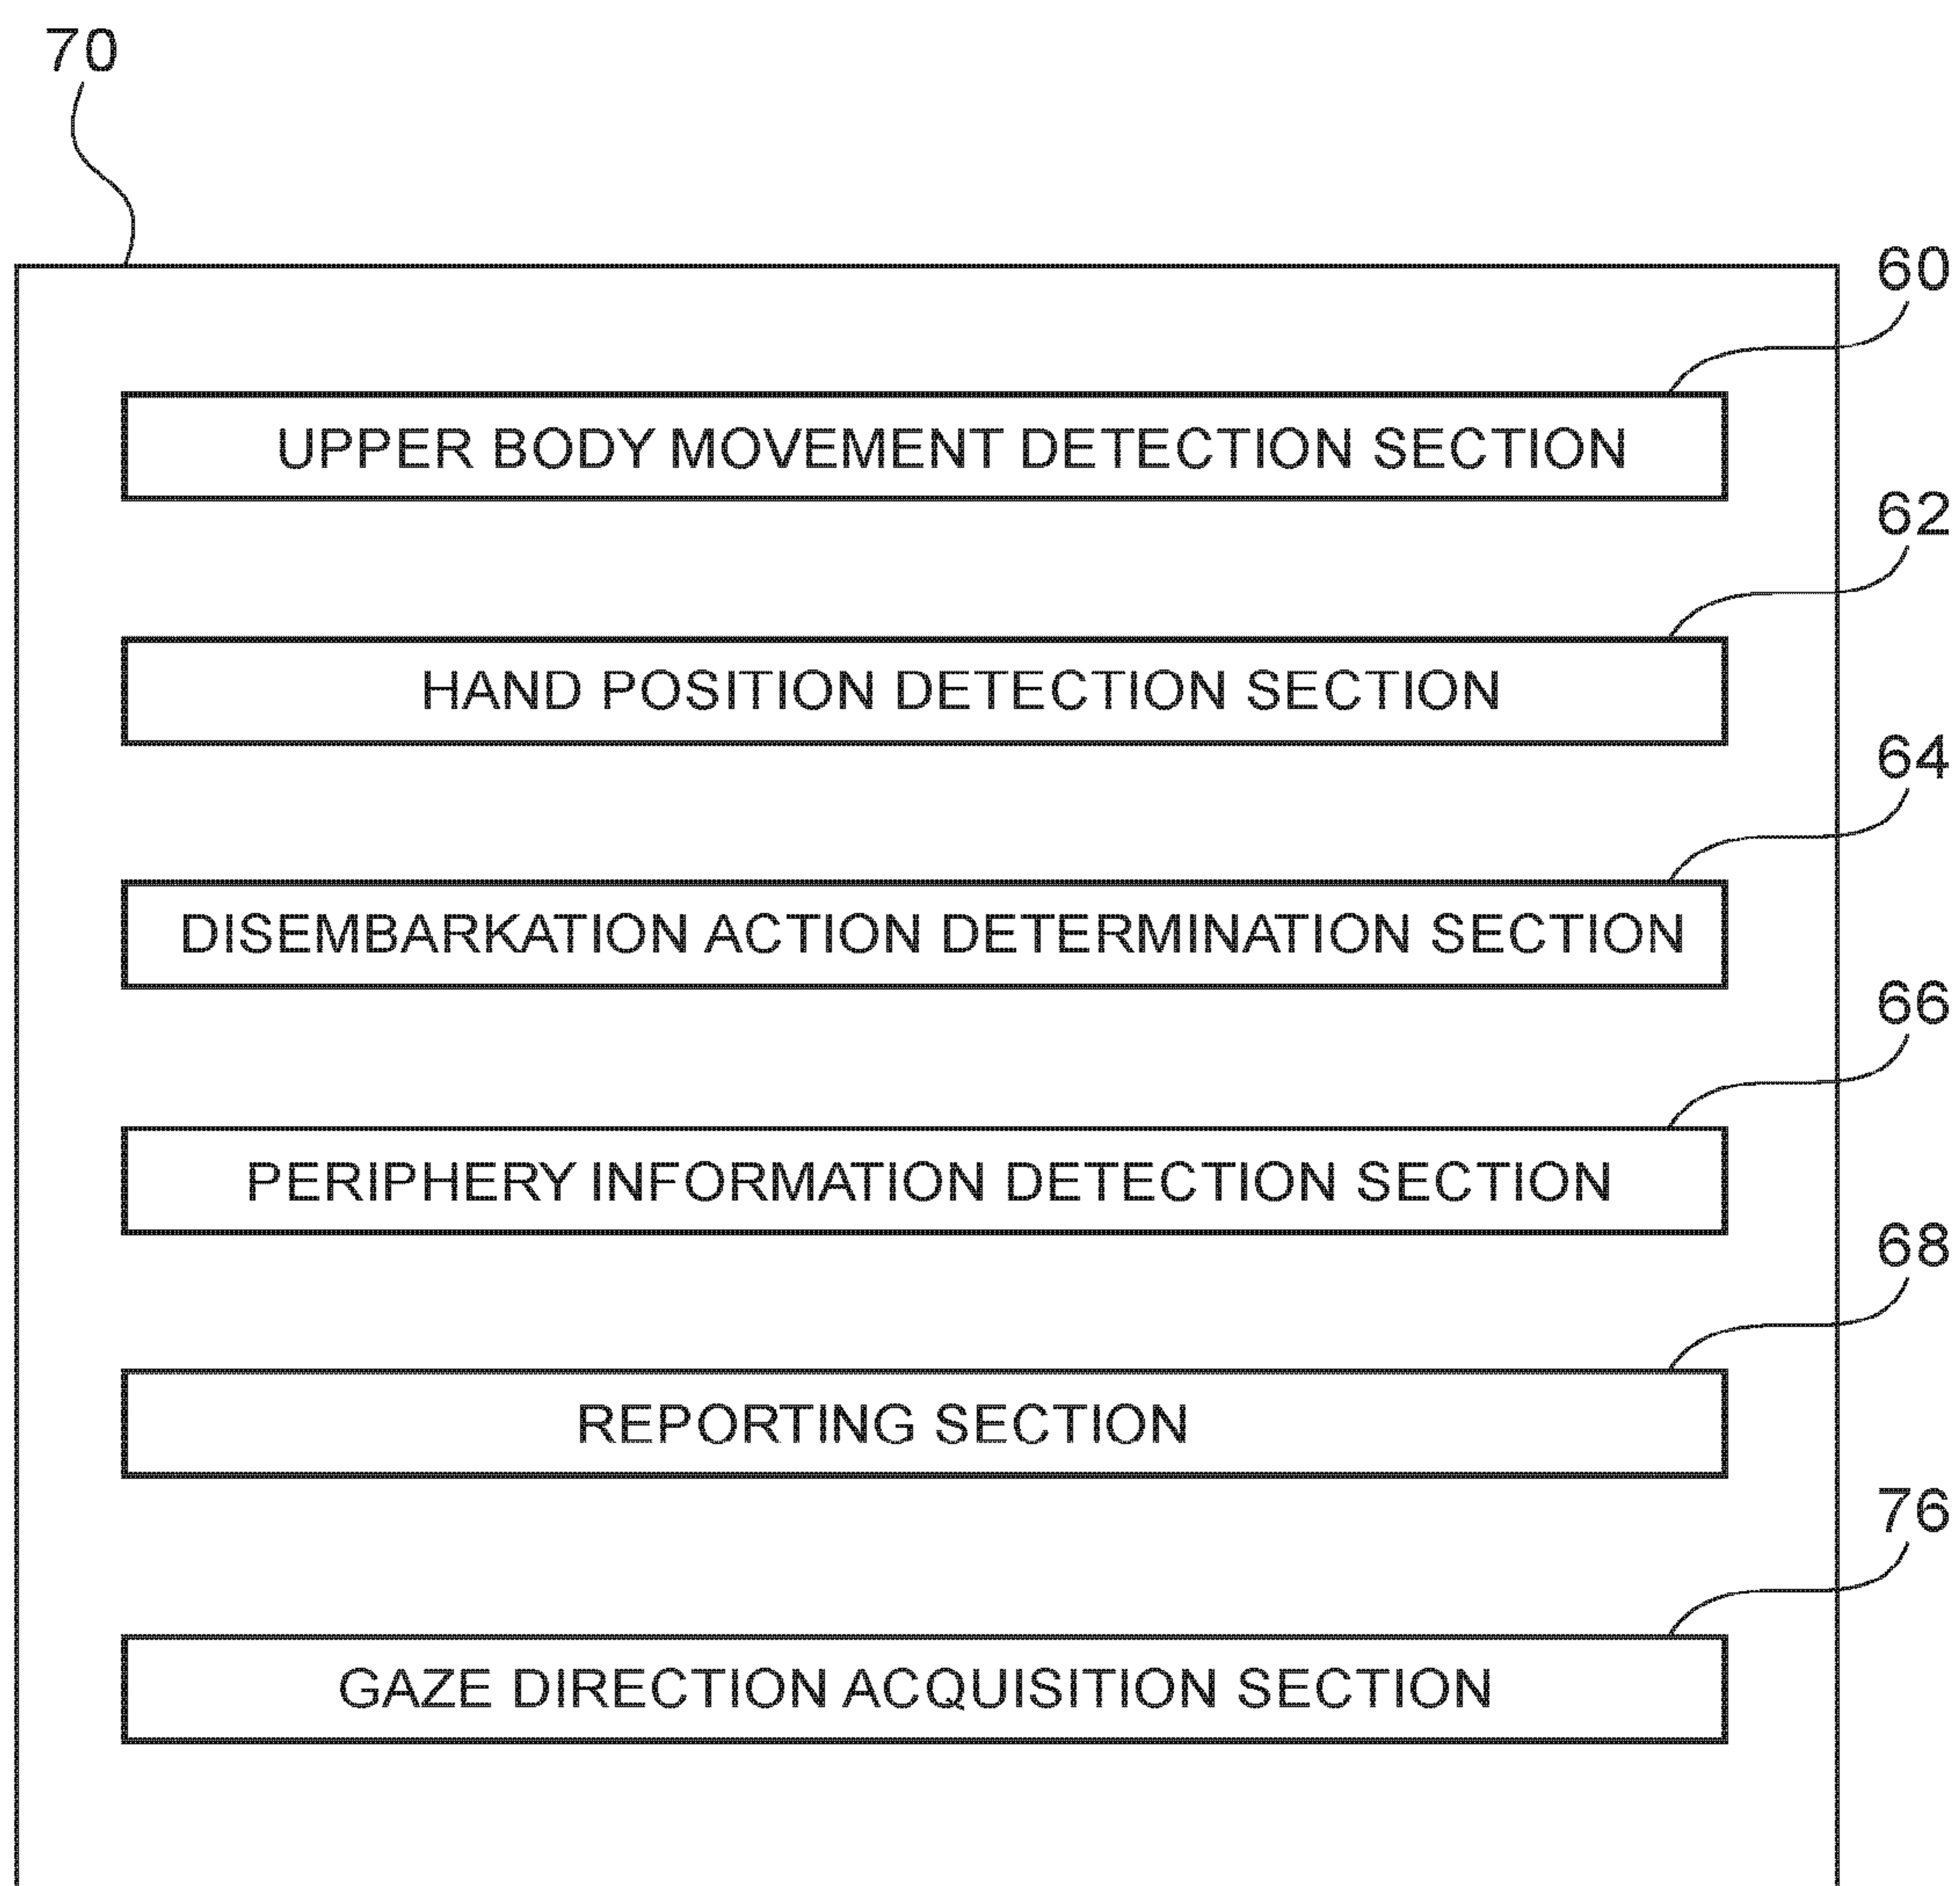 70
60
UPPER BODY MOVEMENT DETECTION SECTION
62
HAND POSITION DETECTION SECTION
64
DISEMBARKATION ACTION DETERMINATION SECTION
66
PERIPHERY INFORMATION DETECTION SECTION
68
REPORTING SECTION
76
GAZE DIRECTION ACQUISITION SECTION